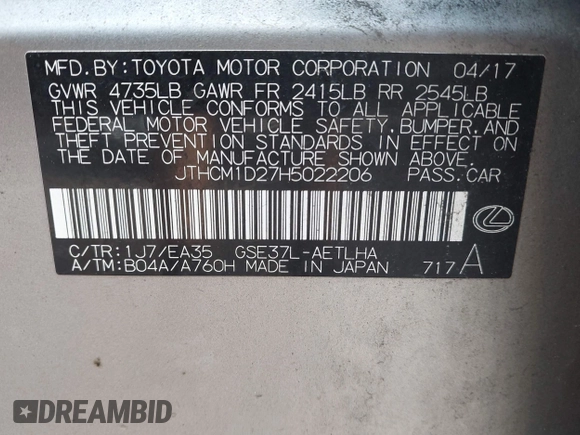 MFD. BY: TOYOTA MOTOR CORPORATION 04/17
GVWR 4735LB GAWR FR 2415LB RR 2545LB
THIS VEHICLE CONFORMS TO ALL APPLICABLE
FEDERAL MOTOR VEHICLE SAFETY, BUMPER, AND
THEFT PREVENTION STANDARDS IN EFFECT ON
THE DATE OF MANUFACTURE SHOWN ABOVE.
JTHCM1D27H5022206 PASS. CAR
C/TR: 1J7/EA35 GSE37L-AETLHA
A/TM: B04A/A760H MADE IN JAPAN 717 A
DREAMBID